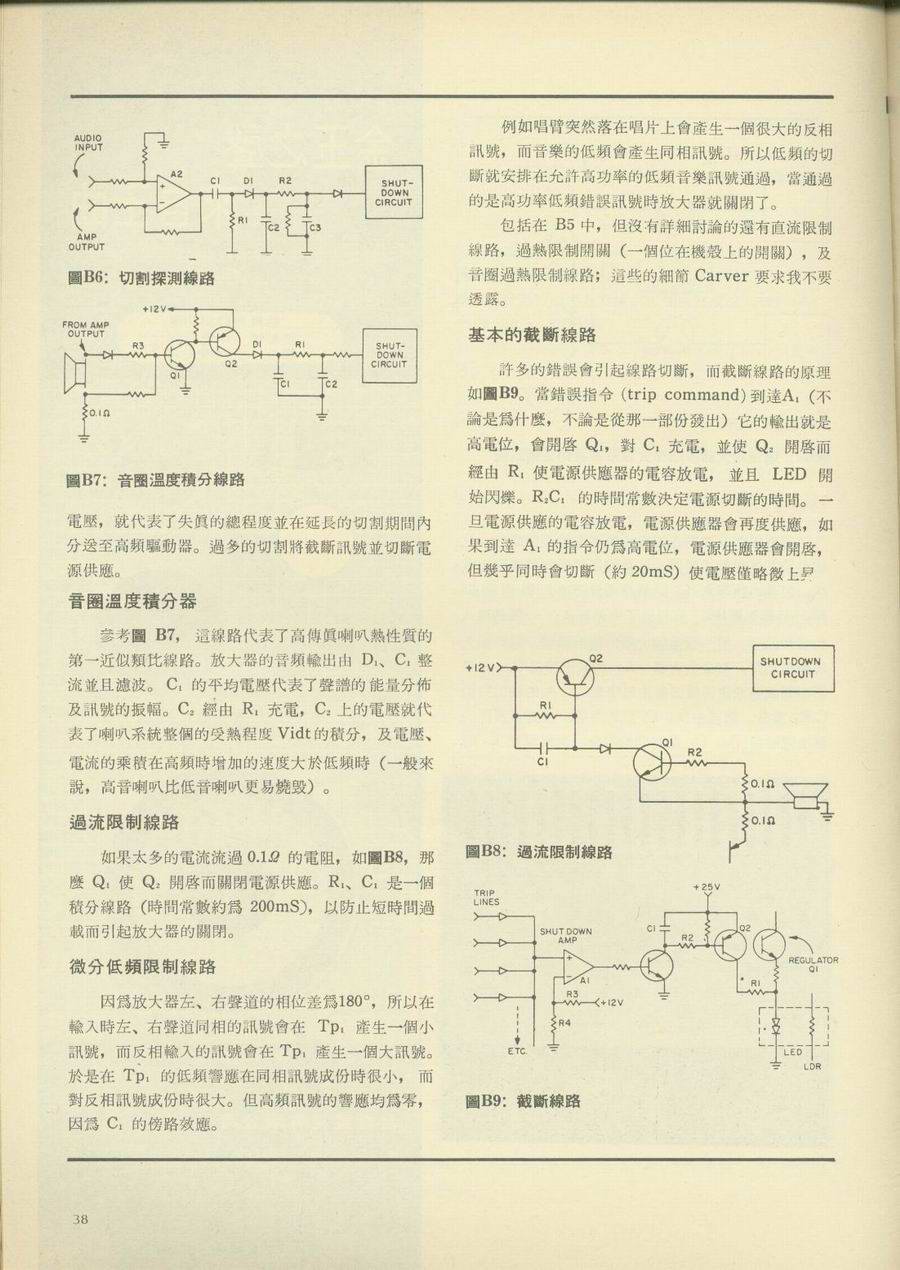 AUDIO
INPUT
A2
C1
D1
R2
R1
C2
C3
SHUT-
DOWN
CIRCUIT
AMP
OUTPUT
圖B6：切割探測線路
+12V
FROM AMP
OUTPUT
R3
Q1
Q2
D1
R1
C1
C2
SHUT-
DOWN
CIRCUIT
0.1Ω
圖B7：音圈溫度積分線路
電壓，就代表了失眞的總程度並在延長的切割期間內
分送至高頻驅動器。過多的切割將截斷訊號並切斷電
源供應。
音圈溫度積分器
參考圖 B7，這線路代表了高傳眞喇叭熱性質的
第一近似類比線路。放大器的音頻輸出由 D₁、C₁ 整
流並且濾波。C₁ 的平均電壓代表了聲譜的能量分佈
及訊號的振幅。C₂ 經由 R₁ 充電，C₂ 上的電壓就代
表了喇叭系統整個的受熱程度 Vidt 的積分，及電壓、
電流的乘積在高頻時增加的速度大於低頻時（一般來
說，高音喇叭比低音喇叭更易燒毀）。
過流限制線路
如果太多的電流流過 0.1Ω 的電阻，如圖B8，那
麼 Q₁ 使 Q₂ 開啓而關閉電源供應。R₁、C₁ 是一個
積分線路（時間常數約爲 200mS），以防止短時間過
載而引起放大器的關閉。
微分低頻限制線路
因爲放大器左、右聲道的相位差爲180°，所以在
輸入時左、右聲道同相的訊號會在 Tp₁ 產生一個小
訊號，而反相輸入的訊號會在 Tp₁ 產生一個大訊號。
於是在 Tp₁ 的低頻響應在同相訊號成份時很小，而
對反相訊號成份時很大。但高頻訊號的響應均爲零，
因爲 C₁ 的傍路效應。
例如唱臂突然落在唱片上會產生一個很大的反相
訊號，而音樂的低頻會產生同相訊號。所以低頻的切
斷就安排在允許高功率的低頻音樂訊號通過，當通過
的是高功率低頻錯誤訊號時放大器就關閉了。
包括在 B5 中，但沒有詳細討論的還有直流限制
線路，過熱限制開關（一個位在機殼上的開關），及
音圈過熱限制線路；這些的細節 Carver 要求我不要
透露。
基本的截斷線路
許多的錯誤會引起線路切斷，而截斷線路的原理
如圖B9。當錯誤指令 (trip command) 到達A₁（不
論是爲什麼，不論是從那一部份發出）它的輸出就是
高電位，會開啓 Q₁，對 C₁ 充電，並使 Q₂ 開啓而
經由 R₁ 使電源供應器的電容放電，並且 LED 開
始閃爍。R₂C₁ 的時間常數決定電源切斷的時間。一
旦電源供應的電容放電，電源供應器會再度供應，如
果到達 A₁ 的指令仍爲高電位，電源供應器會開啓，
但幾乎同時會切斷（約 20mS）使電壓僅略微上昇
+12V
Q2
SHUTDOWN
CIRCUIT
R1
C1
Q1
R2
0.1Ω
0.1Ω
圖B8：過流限制線路
TRIP
LINES
SHUT DOWN
AMP
A1
R3
+12V
R4
ETC.
+25V
C1
R2
Q2
REGULATOR
Q1
R1
LED
LDR
圖B9：截斷線路
38